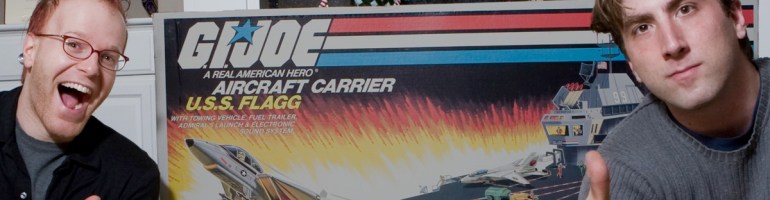 G.I. JOE
A REAL AMERICAN HERO®
AIRCRAFT CARRIER
U.S.S. FLAGG
WITH TOWING VEHICLE, FUEL TRAILER,
ADMIRAL'S LAUNCH & ELECTRONIC
SOUND SYSTEM.